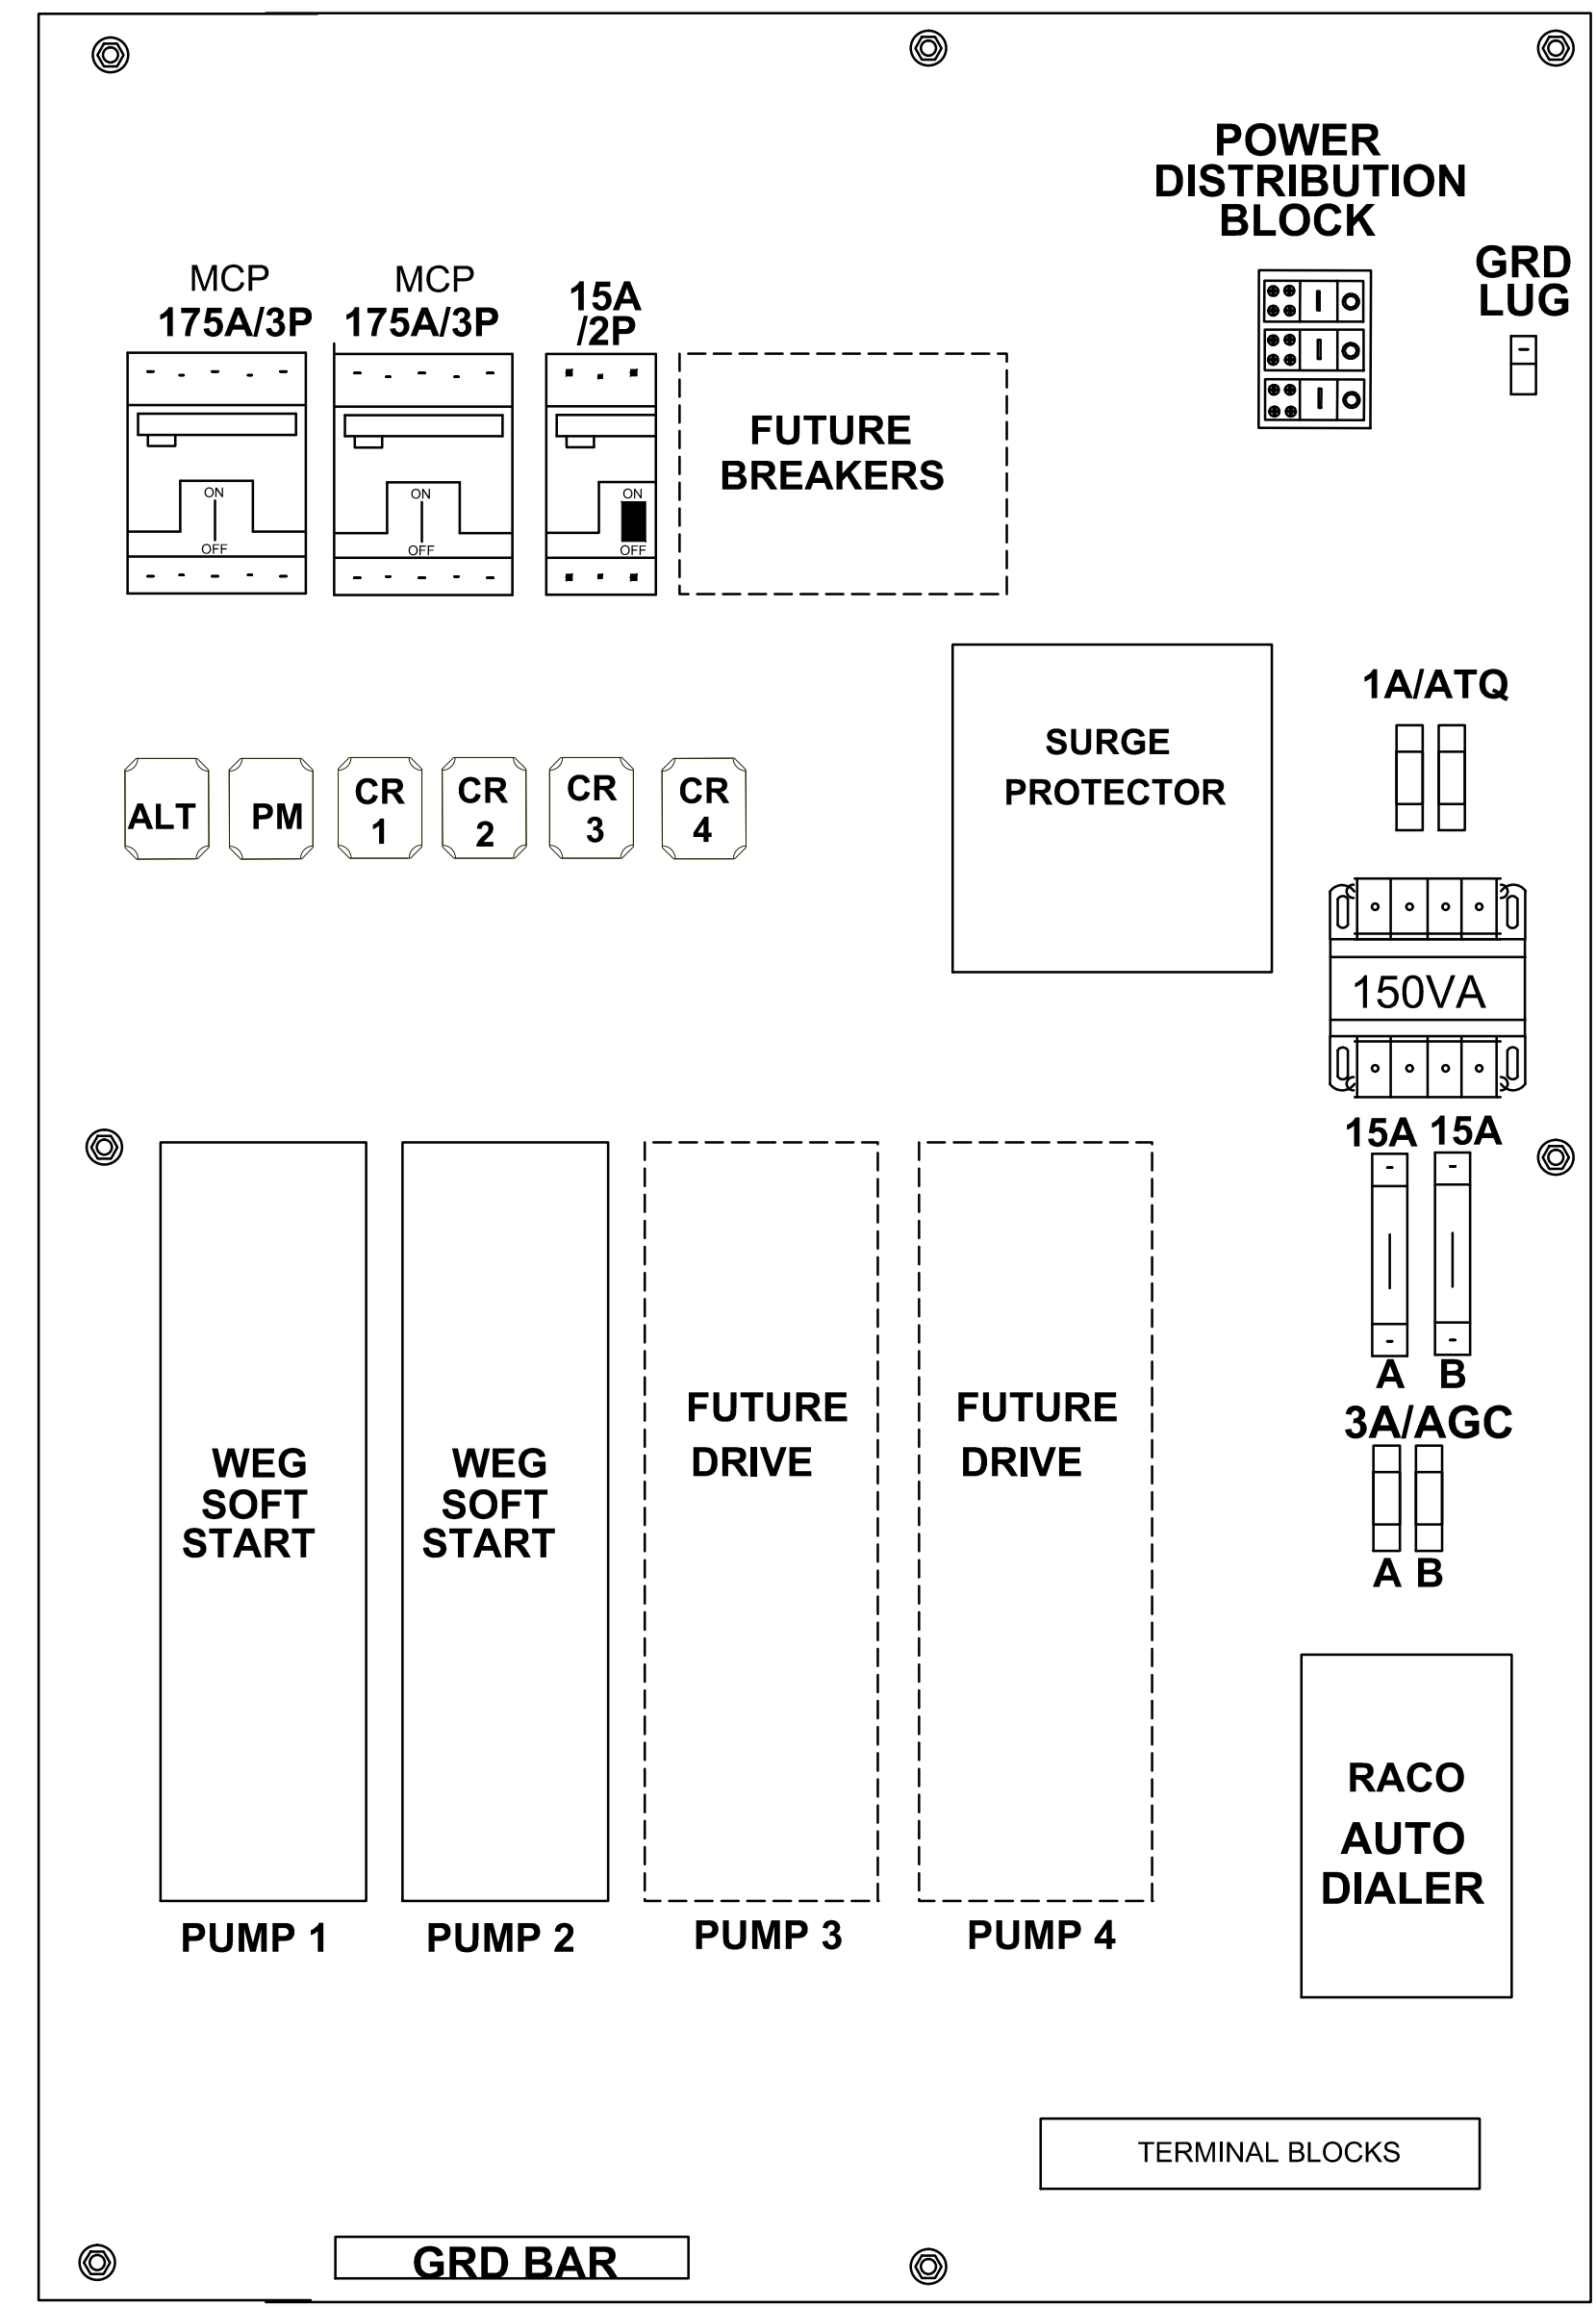 POWER
DISTRIBUTION
BLOCK
GRD
LUG
MCP
175A/3P
MCP
175A/3P
15A
/2P
ON
OFF
ON
OFF
ON
OFF
FUTURE
BREAKERS
SURGE
PROTECTOR
1A/ATQ
ALT
PM
CR
1
CR
2
CR
3
CR
4
150VA
15A
15A
A
B
3A/AGC
A
B
WEG
SOFT
START
WEG
SOFT
START
FUTURE
DRIVE
FUTURE
DRIVE
PUMP 1
PUMP 2
PUMP 3
PUMP 4
RACO
AUTO
DIALER
TERMINAL BLOCKS
GRD BAR